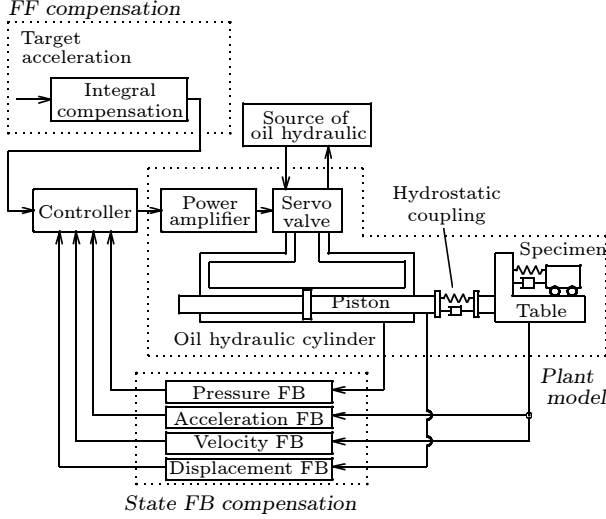 FF compensation
Target
acceleration
Integral
compensation
Source of
oil hydraulic
Hydrostatic
coupling
Controller
Power
amplifier
Servo
valve
Specimen
Piston
Table
Oil hydraulic cylinder
Plant
model
Pressure FB
Acceleration FB
Velocity FB
Displacement FB
State FB compensation